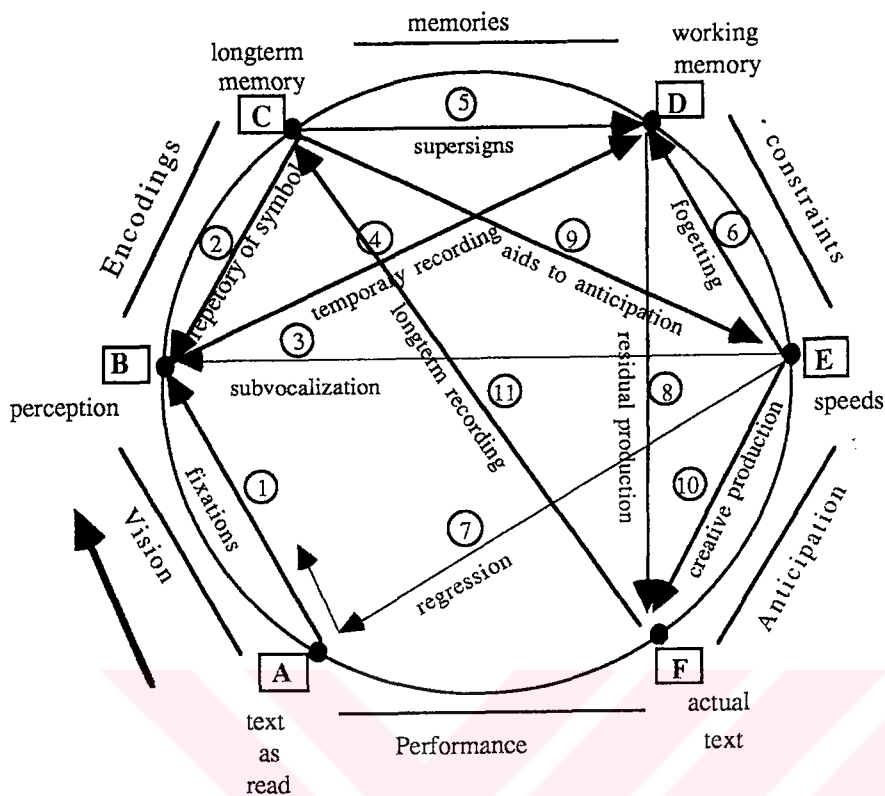 memories
longterm
memory
working
memory
C
D
5
supersigns
Encodings
constraints
2
repetory of symbol
4
temporaly recording
9
aids to anticipation
6
fogetting
3
subvocalization
B
perception
E
speeds
longterm recording
11
residual production
8
10
creative production
1
fixations
Vision
7
regression
Anticipation
A
text
as
read
F
actual
text
Performance